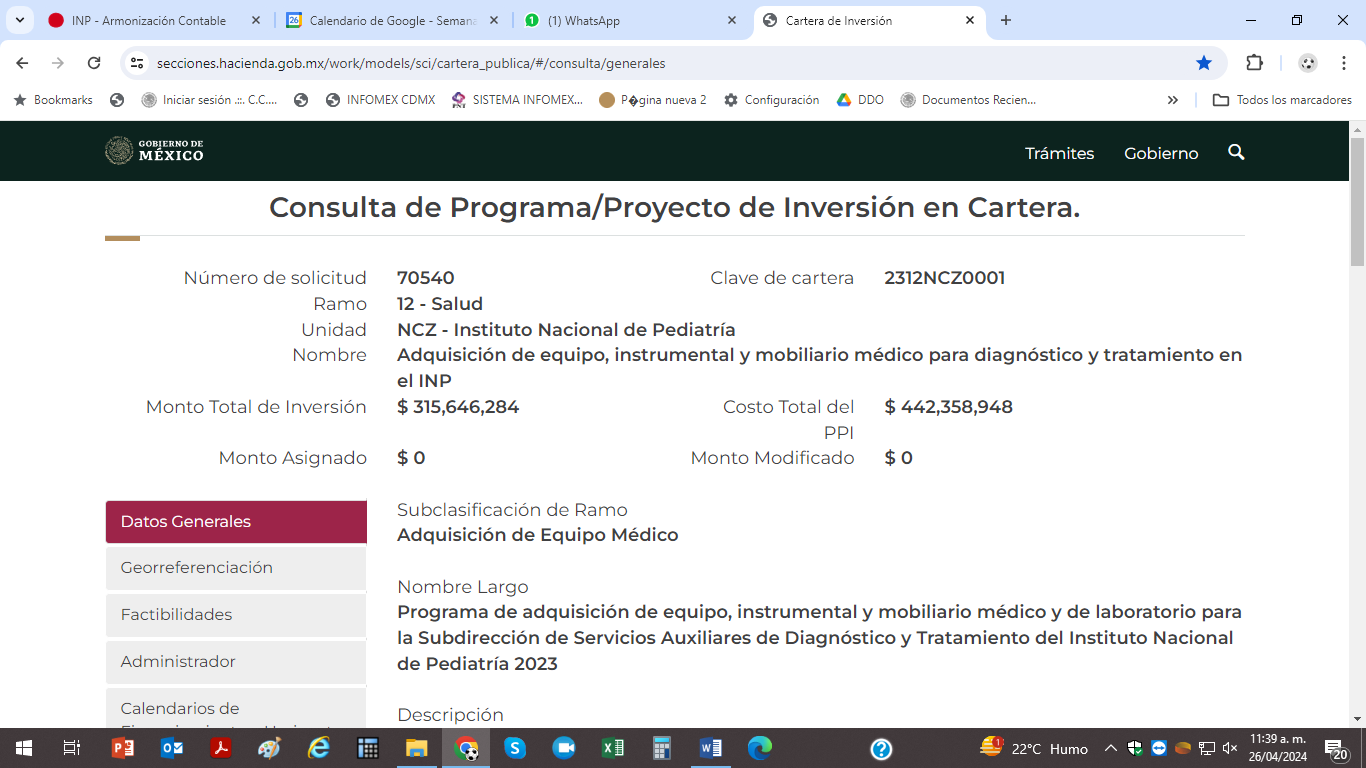 INP - Armonización Contable
Calendario de Google - Semana
(1) WhatsApp
Cartera de Inversión
secciones.hacienda.gob.mx/work/models/sci/cartera_publica/#/consulta/generales
Bookmarks
Iniciar sesión .::. C.C....
INFOMEX CDMX
SISTEMA INFOMEX...
P�gina nueva 2
Configuración
DDO
Documentos Recien...
Todos los marcadores
GOBIERNO DE
MÉXICO
Trámites
Gobierno
Consulta de Programa/Proyecto de Inversión en Cartera.
Número de solicitud 70540 Clave de cartera 2312NCZ0001
Ramo 12 - Salud
Unidad NCZ - Instituto Nacional de Pediatría
Nombre Adquisición de equipo, instrumental y mobiliario médico para diagnóstico y tratamiento en
el INP
Monto Total de Inversión $ 315,646,284 Costo Total del $ 442,358,948
PPI
Monto Asignado $ 0 Monto Modificado $ 0
Datos Generales
Georreferenciación
Factibilidades
Administrador
Calendarios de
Subclasificación de Ramo
Adquisición de Equipo Médico
Nombre Largo
Programa de adquisición de equipo, instrumental y mobiliario médico y de laboratorio para
la Subdirección de Servicios Auxiliares de Diagnóstico y Tratamiento del Instituto Nacional
de Pediatría 2023
Descripción
22°C Humo
11:39 a. m.
26/04/2024
20